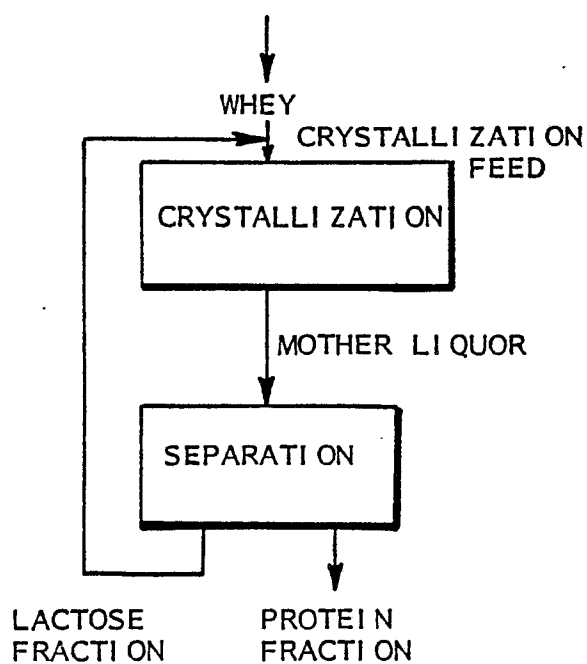 WHEY
CRYSTALLIZATION
FEED
CRYSTALLIZATION
MOTHER LIQUOR
SEPARATION
LACTOSE
FRACTION
PROTEIN
FRACTION